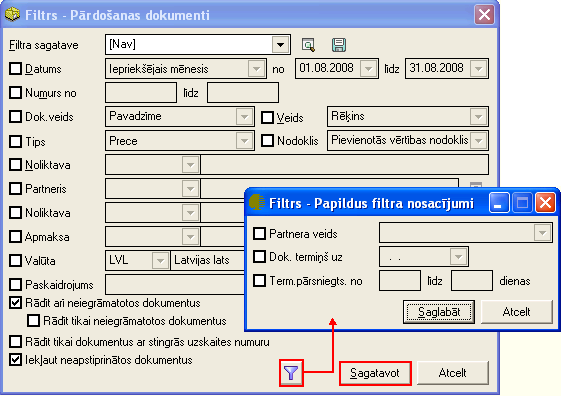 Filtrs - Pārdošanas dokumenti
Filtra sagatave [Nav]
Datums Iepriekšējais mēnesis no 01.08.2008 līdz 31.08.2008
Numurs no līdz
Dok.veids Pavadzīme Veids Rēķins
Tips Prece Nodoklis Pievienotās vērtības nodoklis
Noliktava
Partneris
Noliktava
Apmaksa
Valūta LVL Latvijas lats
Paskaidrojums
Rādīt arī neiegrāmatotos dokumentus
Rādīt tikai neiegrāmatotos dokumentus
Rādīt tikai dokumentus ar stingrās uzskaites numuru
Iekļaut neapstiprinātos dokumentus
Sagatavot Atcelt
Filtrs - Papildus filtra nosacījumi
Partnera veids
Dok. termiņš uz . .
Term.pārsniegts. no līdz dienas
Saglabāt Atcelt